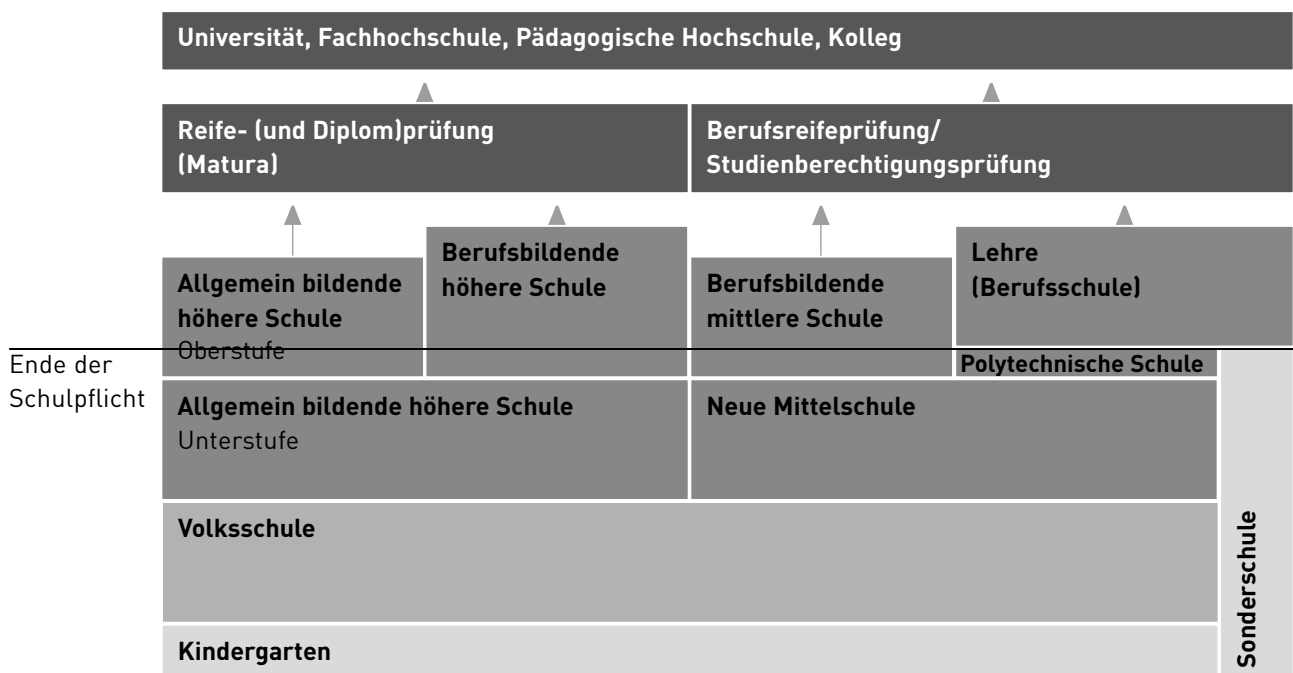 Universität, Fachhochschule, Pädagogische Hochschule, Kolleg
Reife- (und Diplom)prüfung
(Matura)
Berufsreifeprüfung/
Studienberechtigungsprüfung
Allgemein bildende
höhere Schule
Oberstufe
Berufsbildende
höhere Schule
Berufsbildende
mittlere Schule
Lehre
(Berufsschule)
Ende der
Schulpflicht
Polytechnische Schule
Allgemein bildende höhere Schule
Unterstufe
Neue Mittelschule
Volksschule
Kindergarten
Sonderschule